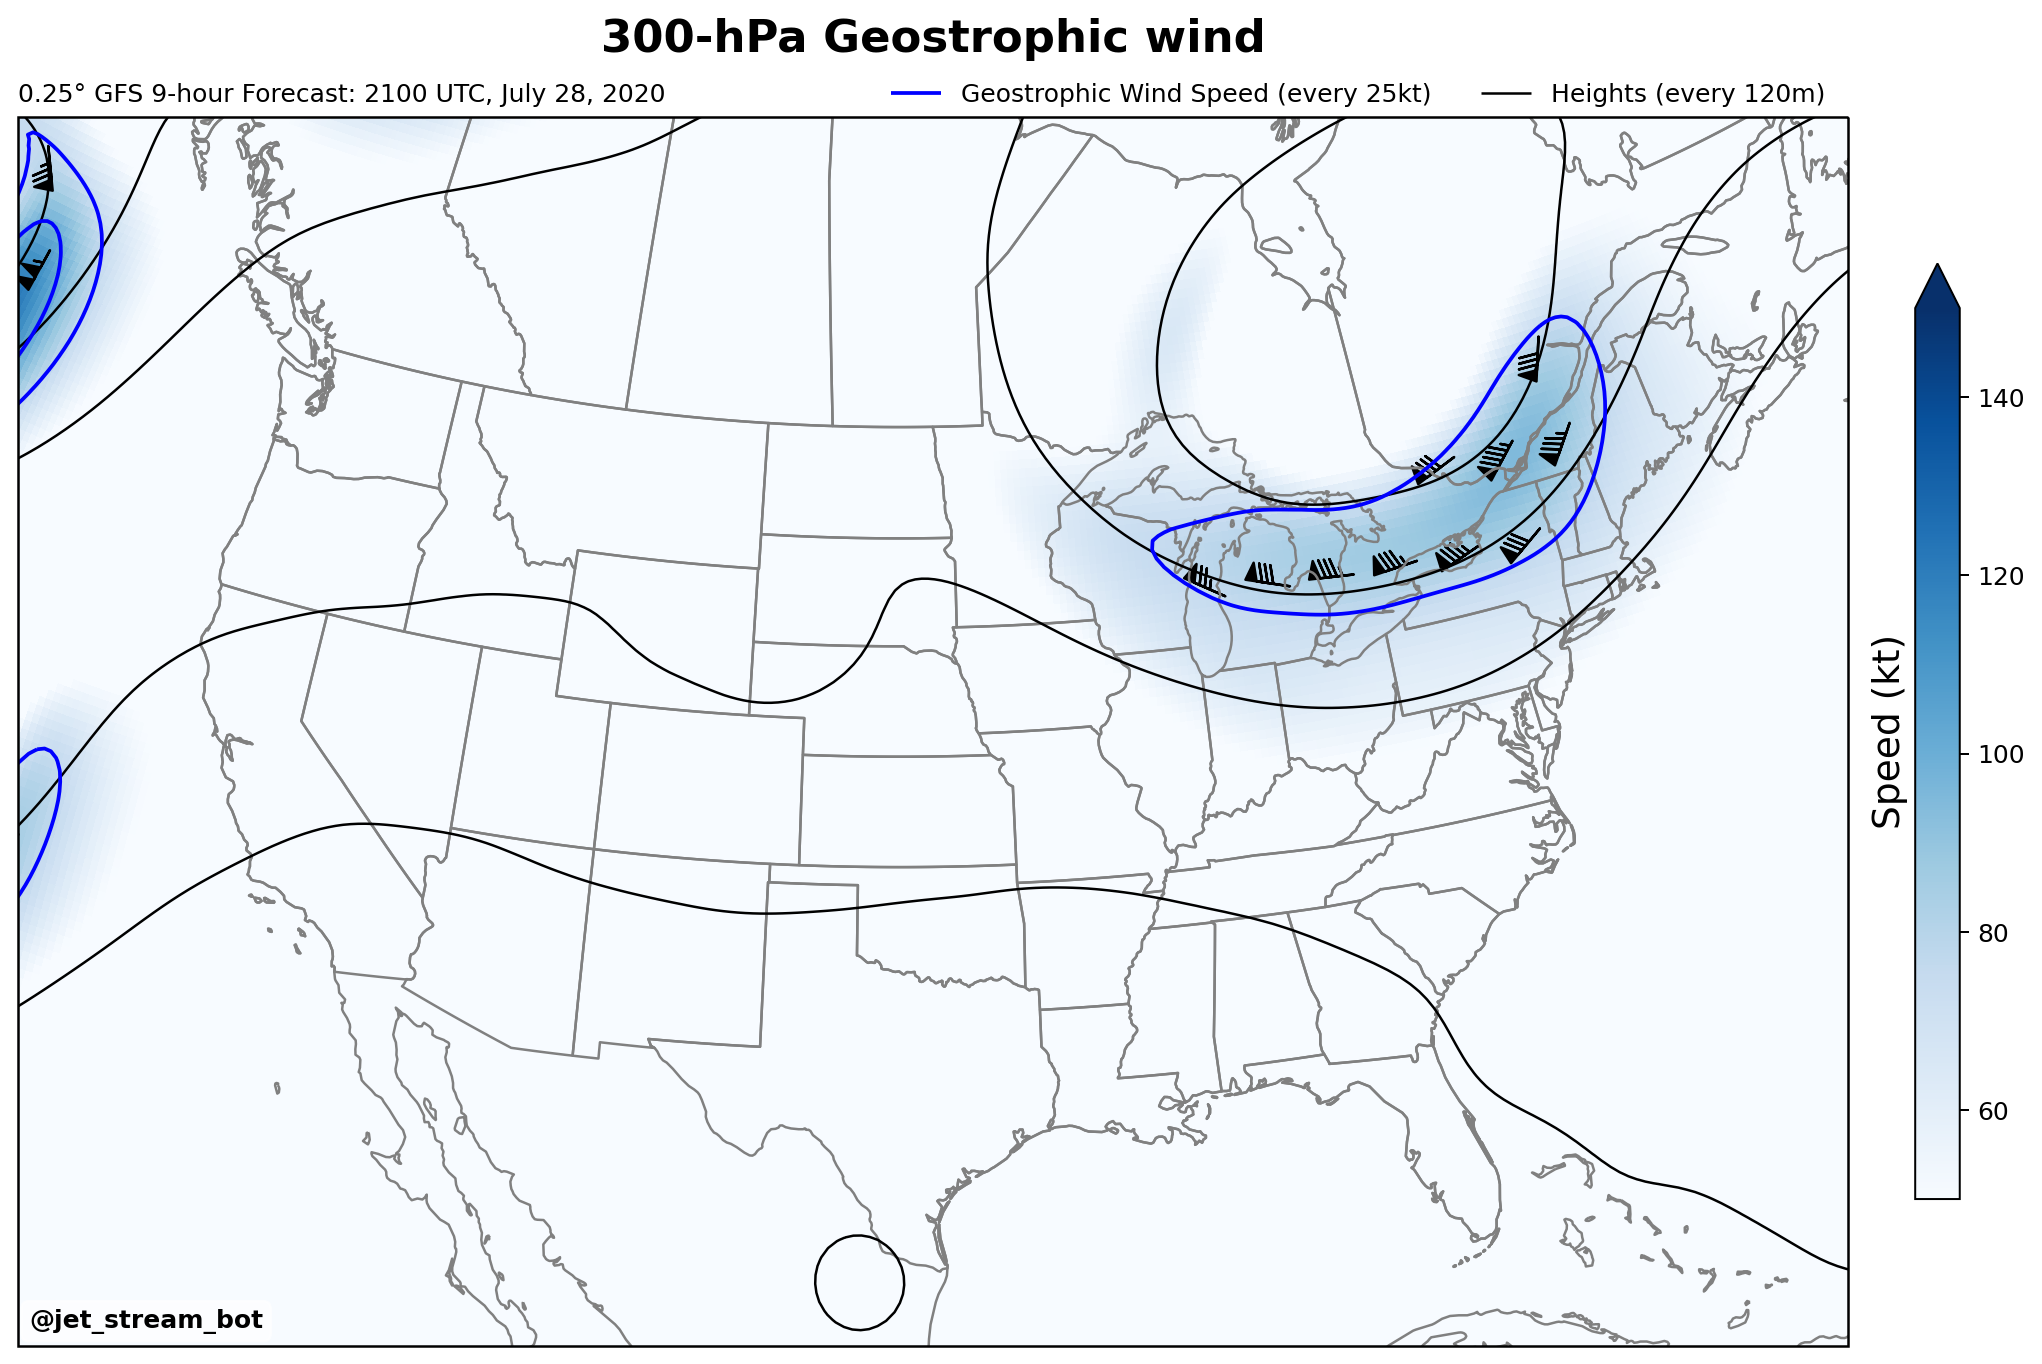 300-hPa Geostrophic wind
0.25° GFS 9-hour Forecast: 2100 UTC, July 28, 2020
Geostrophic Wind Speed (every 25kt)
Heights (every 120m)
140
120
100
80
60
Speed (kt)
@jet_stream_bot